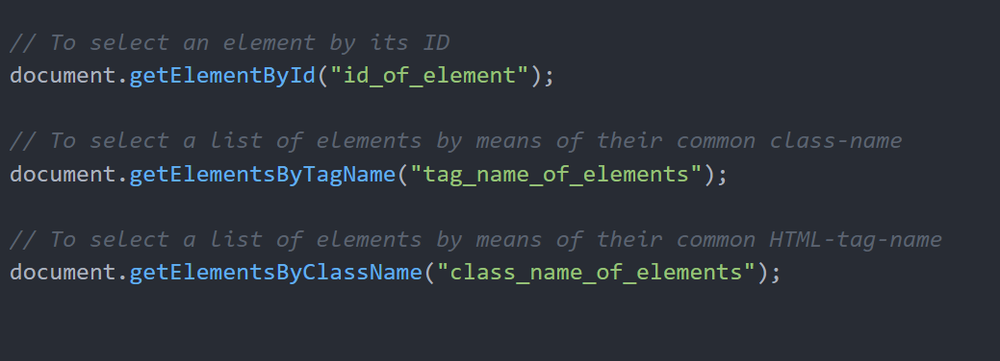 // To select an element by its ID
document.getElementById("id_of_element");
// To select a list of elements by means of their common class-name
document.getElementsByTagName("tag_name_of_elements");
// To select a list of elements by means of their common HTML-tag-name
document.getElementsByClassName("class_name_of_elements");